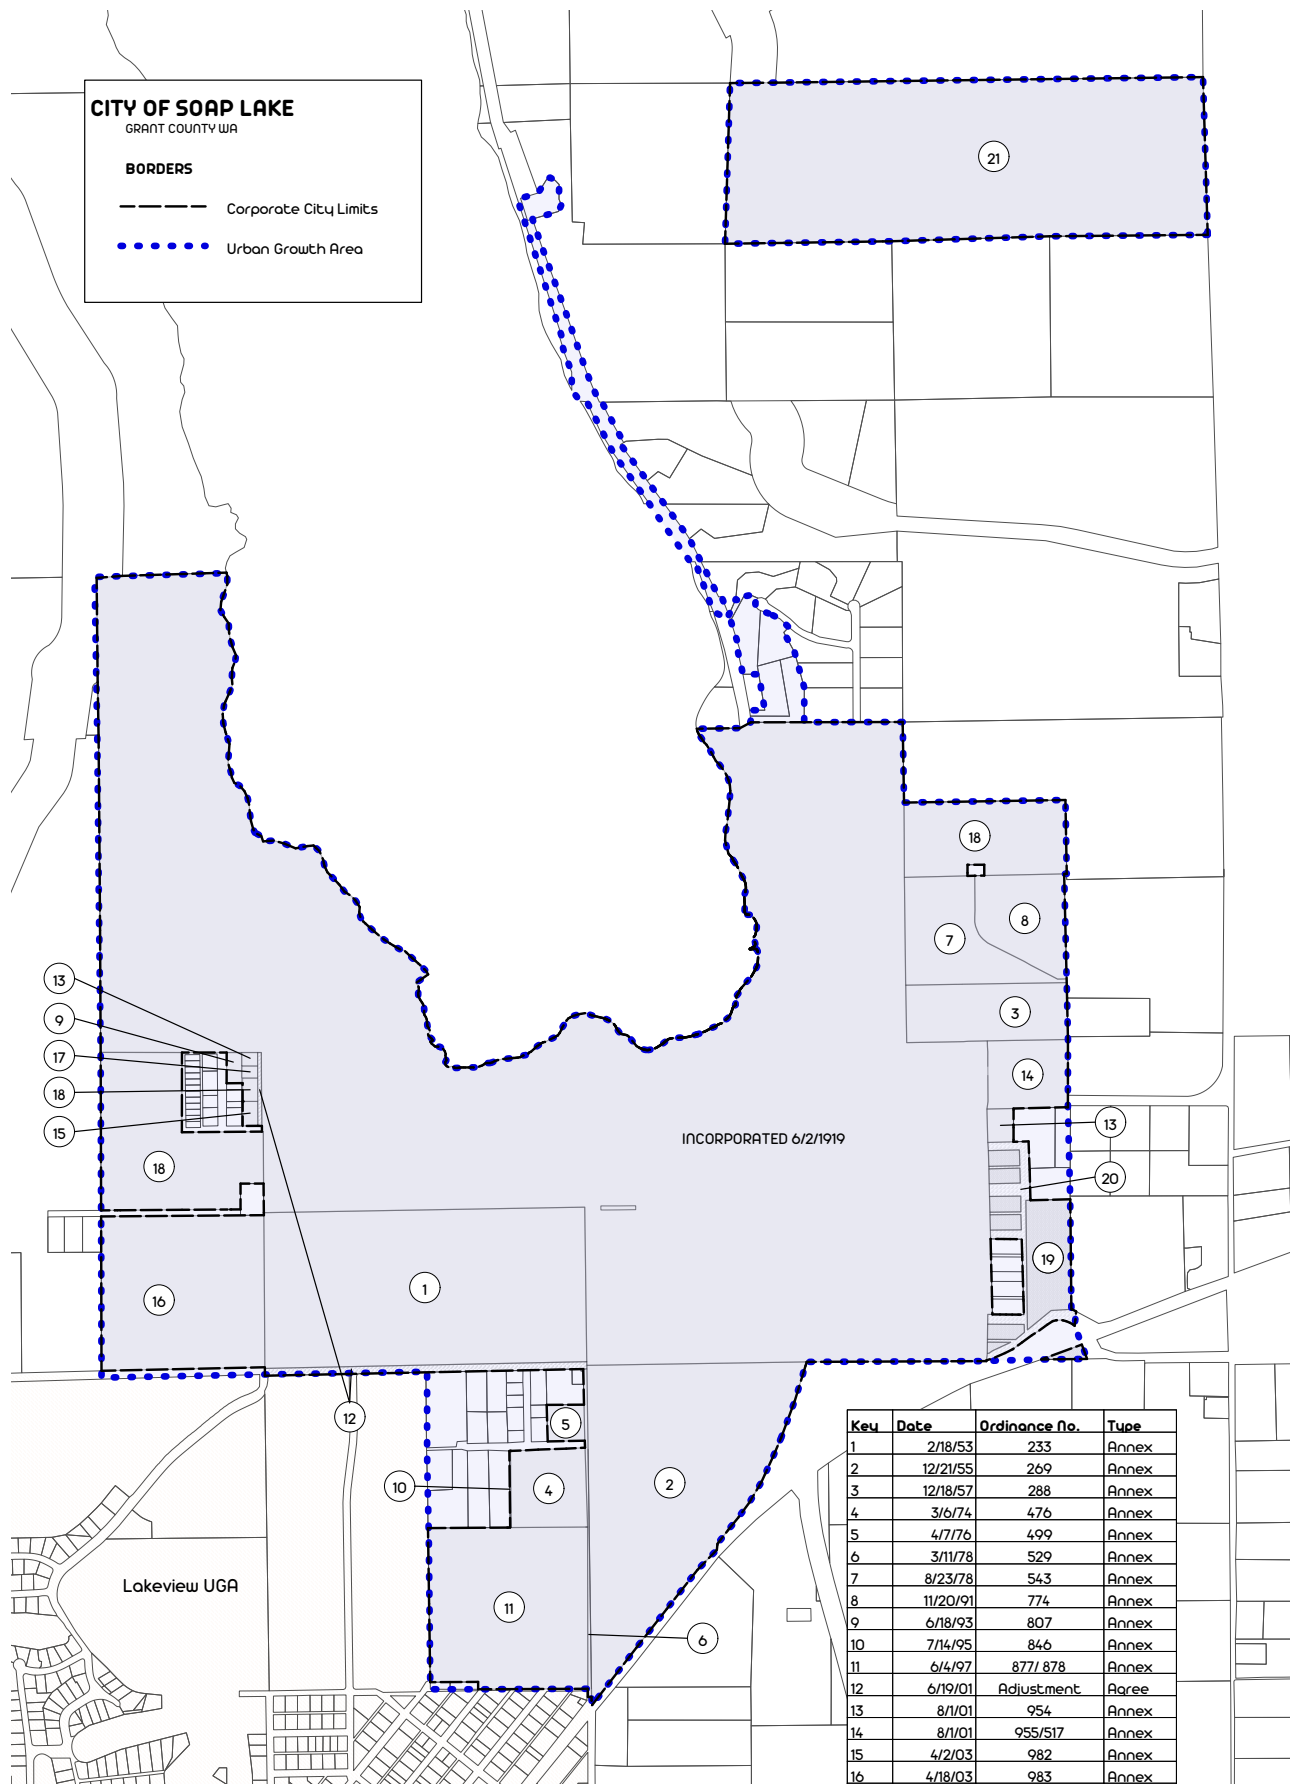 CITY OF SOAP LAKE
GRANT COUNTY WA
BORDERS
Corporate City Limits
Urban Growth Area
21
18
8
7
3
14
13
20
19
13
9
17
18
15
18
16
1
12
INCORPORATED 6/2/1919
5
10
4
2
11
6
Lakeview UGA
Key Date Ordinance No. Type
1 2/18/53 233 Annex
2 12/21/55 269 Annex
3 12/18/57 288 Annex
4 3/6/74 476 Annex
5 4/7/76 499 Annex
6 3/11/78 529 Annex
7 8/23/78 543 Annex
8 11/20/91 774 Annex
9 6/18/93 807 Annex
10 7/14/95 846 Annex
11 6/4/97 877/ 878 Annex
12 6/19/01 Adjustment Agree
13 8/1/01 954 Annex
14 8/1/01 955/517 Annex
15 4/2/03 982 Annex
16 4/18/03 983 Annex